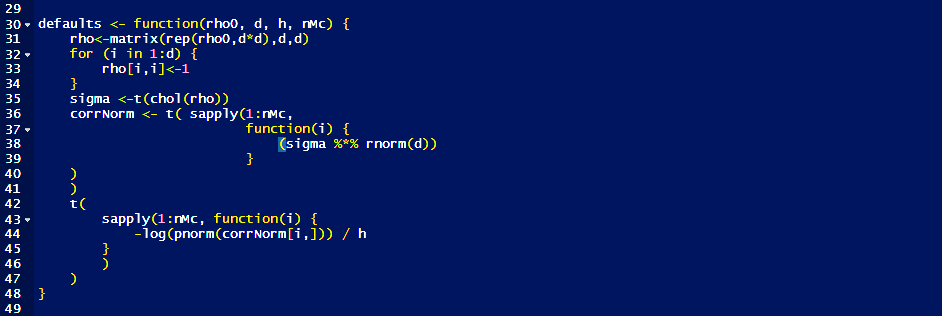 29
30 defaults <- function(rho0, d, h, nMc) {
31     rho<-matrix(rep(rho0,d*d),d,d)
32     for (i in 1:d) {
33         rho[i,i]<-1
34     }
35     sigma <-t(chol(rho))
36     corrNorm <- t( sapply(1:nMc,
37                           function(i) {
38                               (sigma %*% rnorm(d))
39                           }
40     )
41     )
42     t(
43         sapply(1:nMc, function(i) {
44             -log(pnorm(corrNorm[i,])) / h
45         }
46         )
47     )
48 }
49